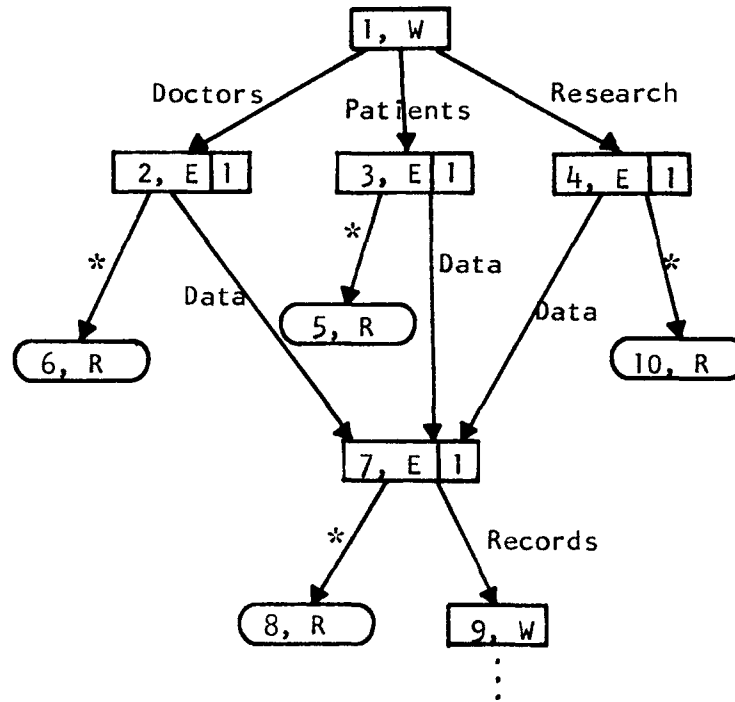 1, W
Doctors
Patients
Research
2, E 1
3, E 1
4, E 1
*
*
*
Data
Data
Data
6, R
5, R
10, R
7, E 1
*
Records
8, R
9, W